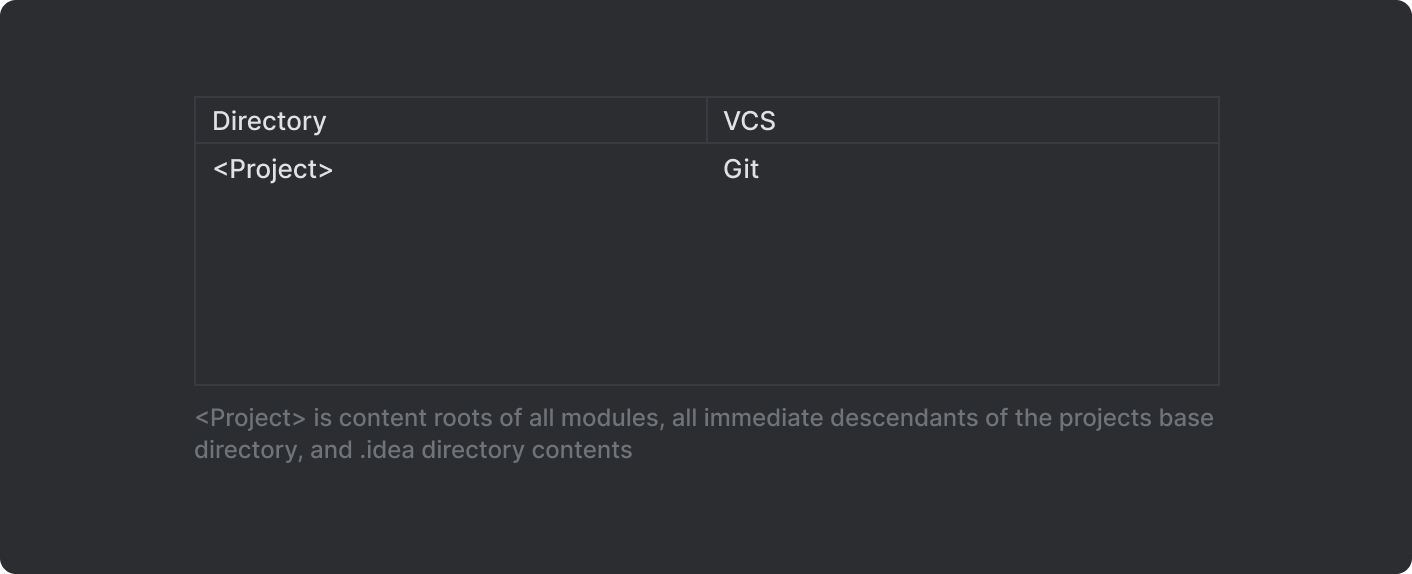 Directory VCS
<Project> Git
<Project> is content roots of all modules, all immediate descendants of the projects base
directory, and .idea directory contents